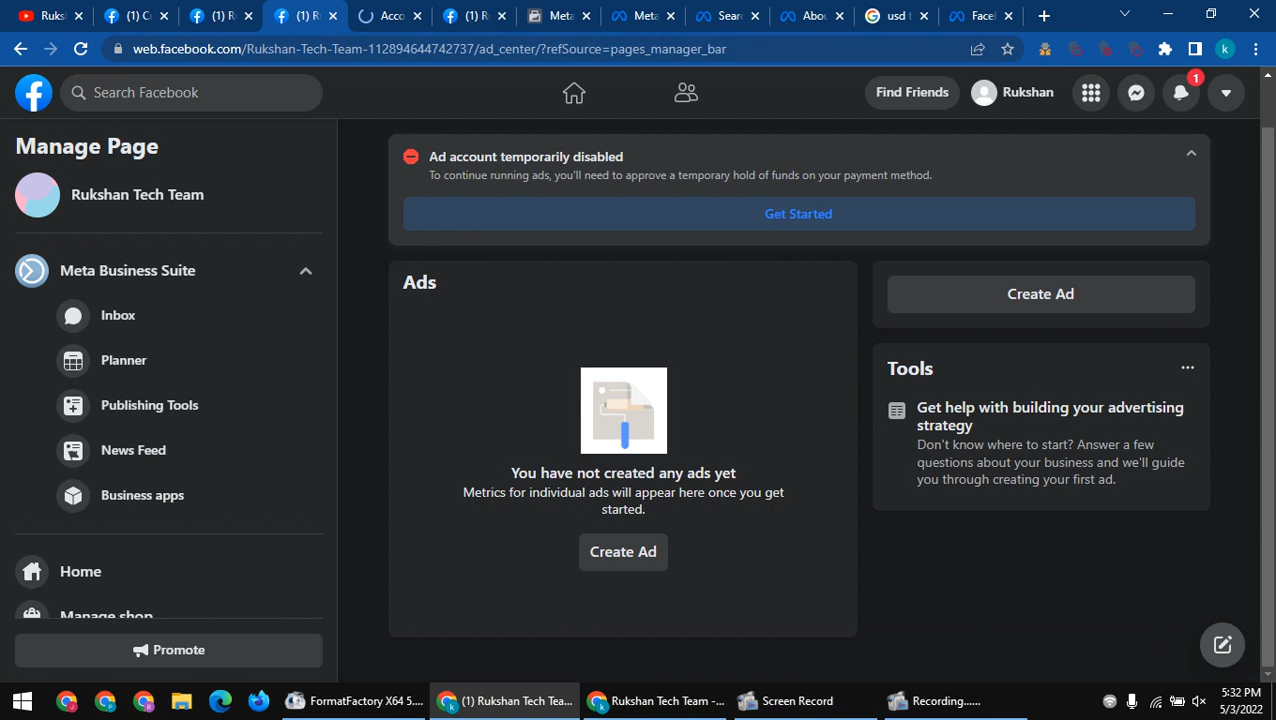 Ruksl
(1) C
(1) R
(1) R
Acco
(1) R
Meta
Meta
Sear
Abou
usd t
Facel
web.facebook.com/Rukshan-Tech-Team-112894644742737/ad_center/?refSource=pages_manager_bar
k
Search Facebook
Find Friends
Rukshan
1
Manage Page
Rukshan Tech Team
Meta Business Suite
Inbox
Planner
Publishing Tools
News Feed
Business apps
Home
Manage shop
Promote
Ad account temporarily disabled
To continue running ads, you'll need to approve a temporary hold of funds on your payment method.
Get Started
Ads
You have not created any ads yet
Metrics for individual ads will appear here once you get
started.
Create Ad
Create Ad
Tools
Get help with building your advertising
strategy
Don't know where to start? Answer a few
questions about your business and we'll guide
you through creating your first ad.
FormatFactory X64 5....
(1) Rukshan Tech Tea...
Rukshan Tech Team -...
Screen Record
Recording......
5:32 PM
5/3/2022